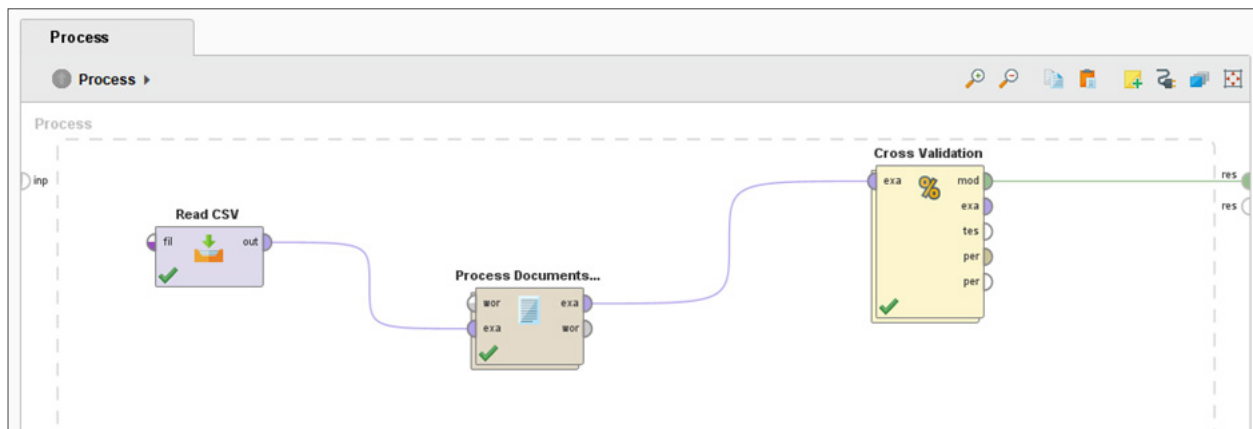 Process
Process
Process
inp
Read CSV
fil out
Process Documents...
wor exa
exa wor
Cross Validation
exa % mod
exa
tes
per
per
res
res